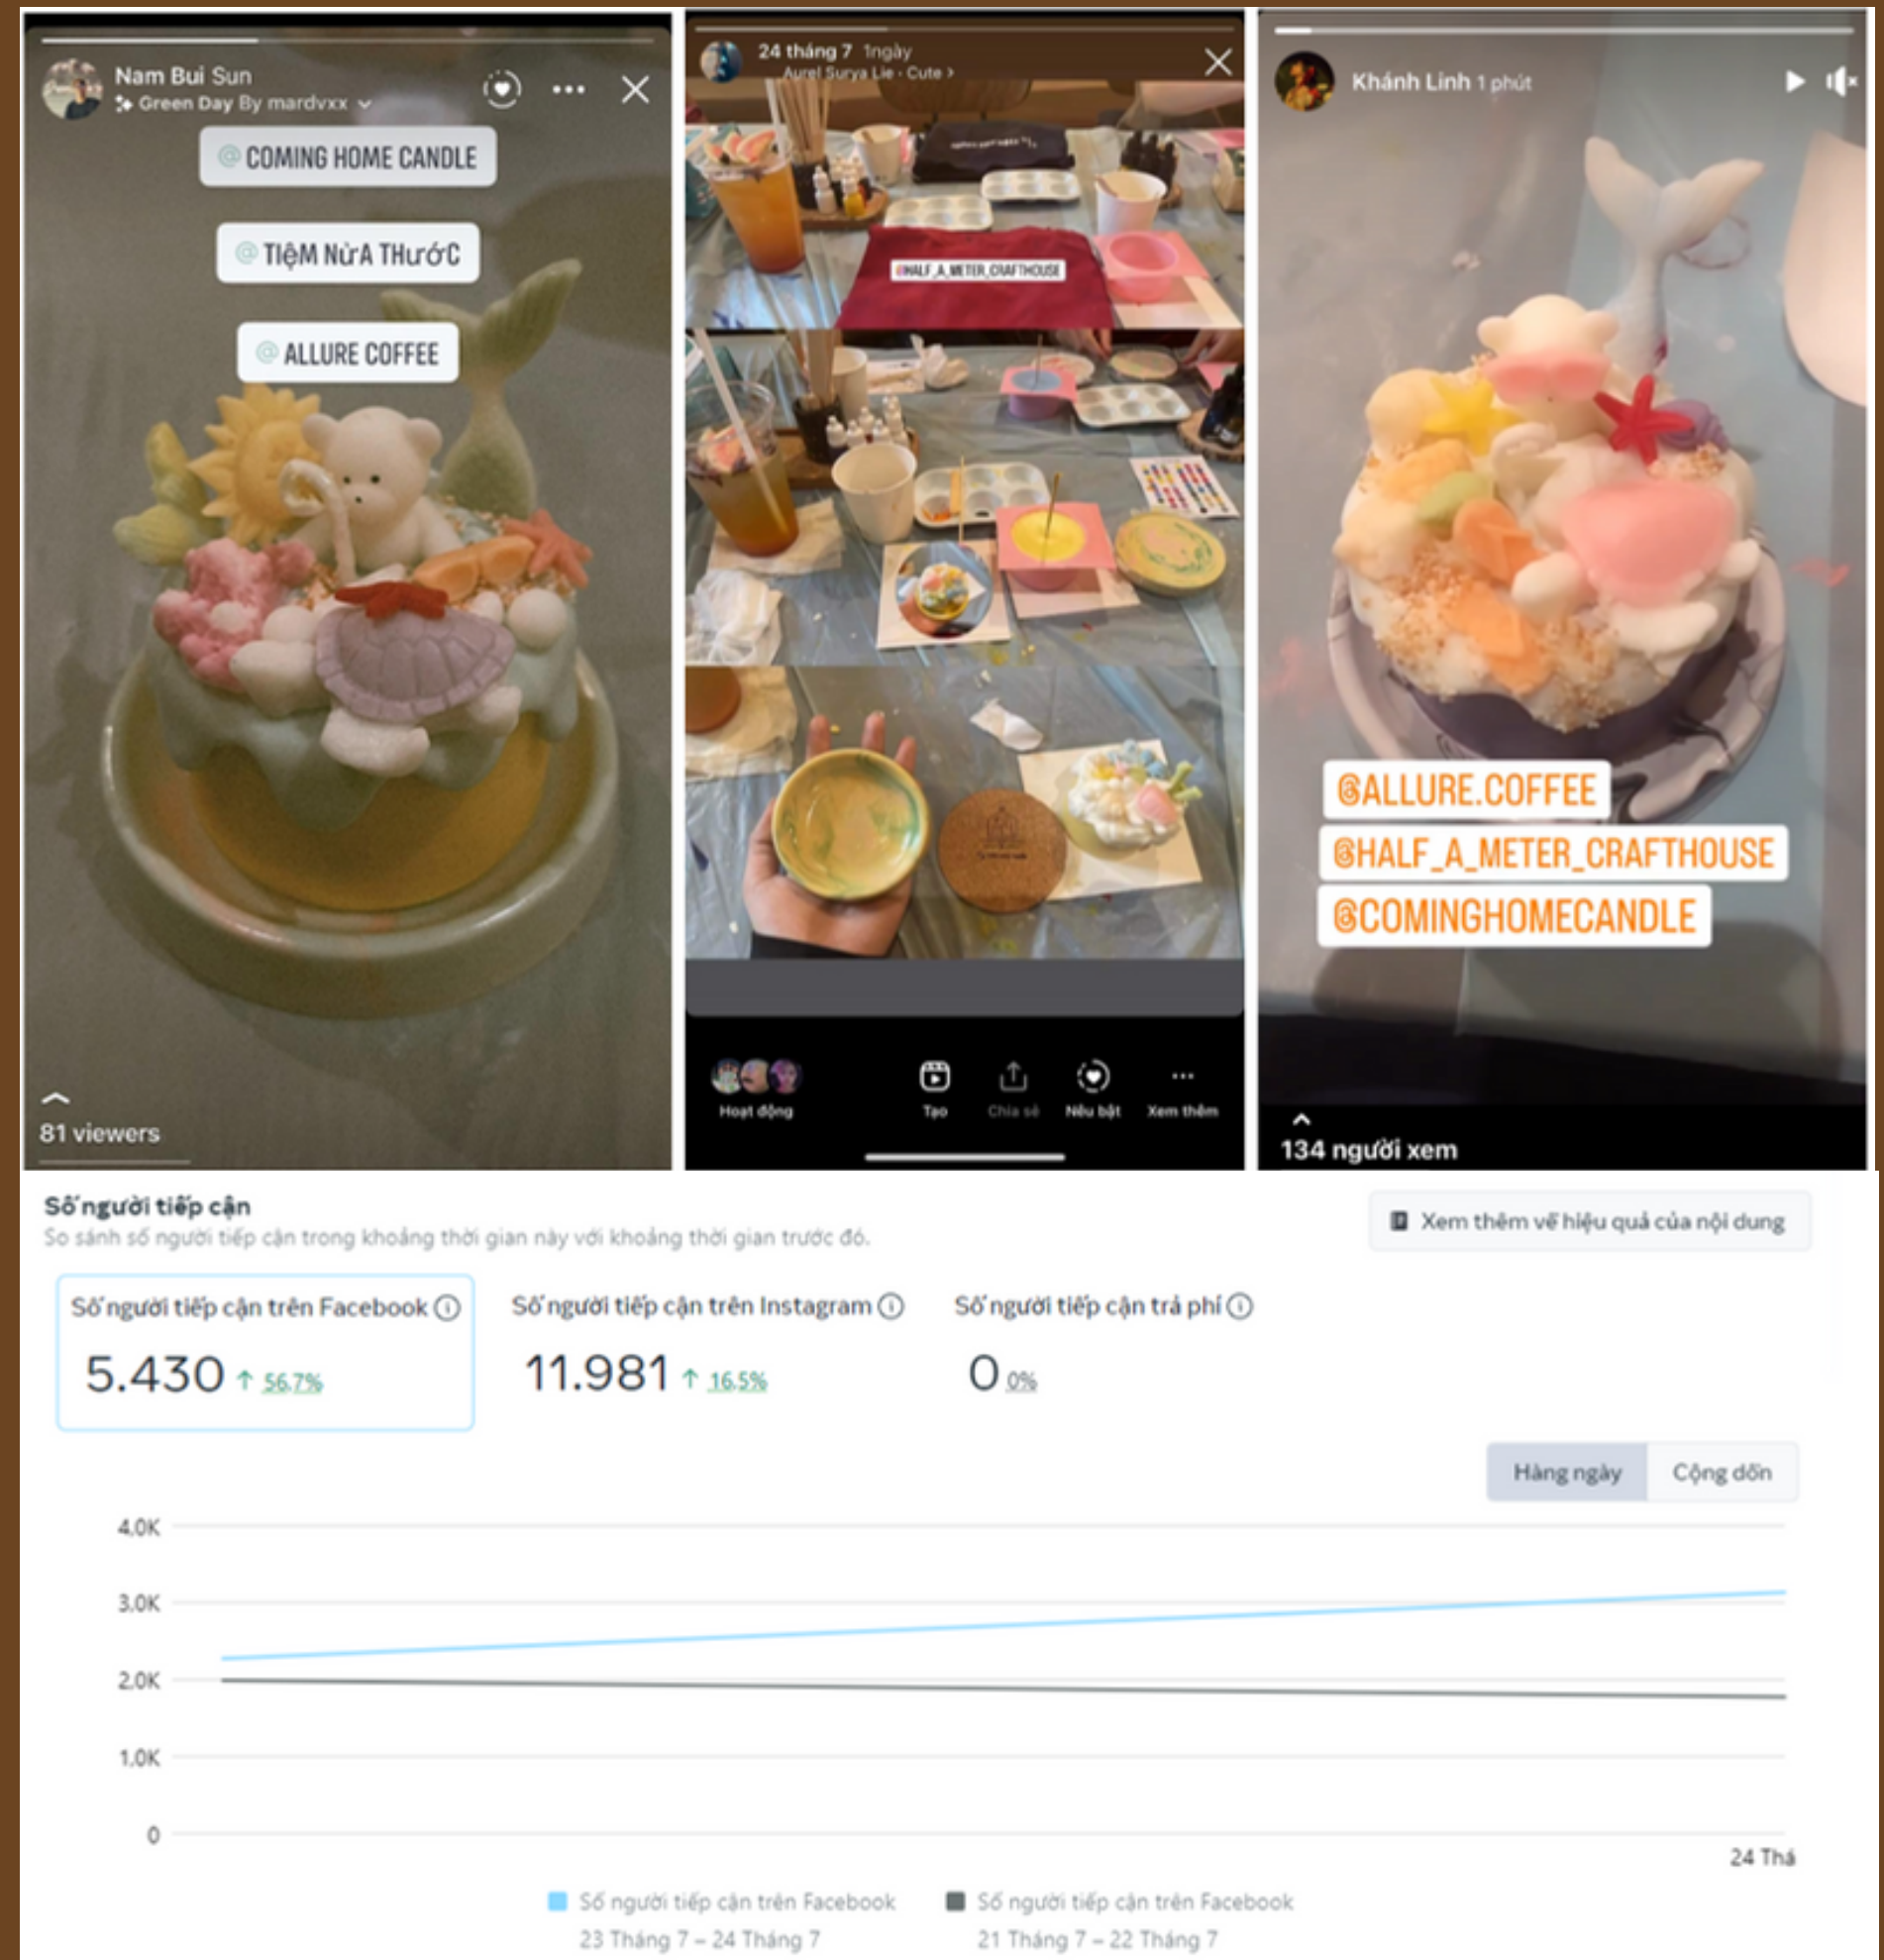 Nam Bui Sun
Green Day By mardvxx
@COMING HOME CANDLE
@TIỆM NỬA THƯỚC
@ALLURE COFFEE
81 viewers
24 tháng 7 1ngày
Aurel Surya Lie · Cute >
@HALF_A_METER_CRAFTHOUSE
Hoạt động
Tạo
Chia sẻ
Nêu bật
Xem thêm
Khánh Linh 1 phút
@ALLURE.COFFEE
@HALF_A_METER_CRAFTHOUSE
@COMINGHOMECANDLE
134 người xem
Số người tiếp cận
So sánh số người tiếp cận trong khoảng thời gian này với khoảng thời gian trước đó.
Xem thêm về hiệu quả của nội dung
Số người tiếp cận trên Facebook
5.430 ↑ 56,7%
Số người tiếp cận trên Instagram
11.981 ↑ 16,5%
Số người tiếp cận trả phí
0 0%
Hàng ngày
Cộng dồn
4,0K
3,0K
2,0K
1,0K
0
24 Thá
Số người tiếp cận trên Facebook
23 Tháng 7 – 24 Tháng 7
Số người tiếp cận trên Facebook
21 Tháng 7 – 22 Tháng 7